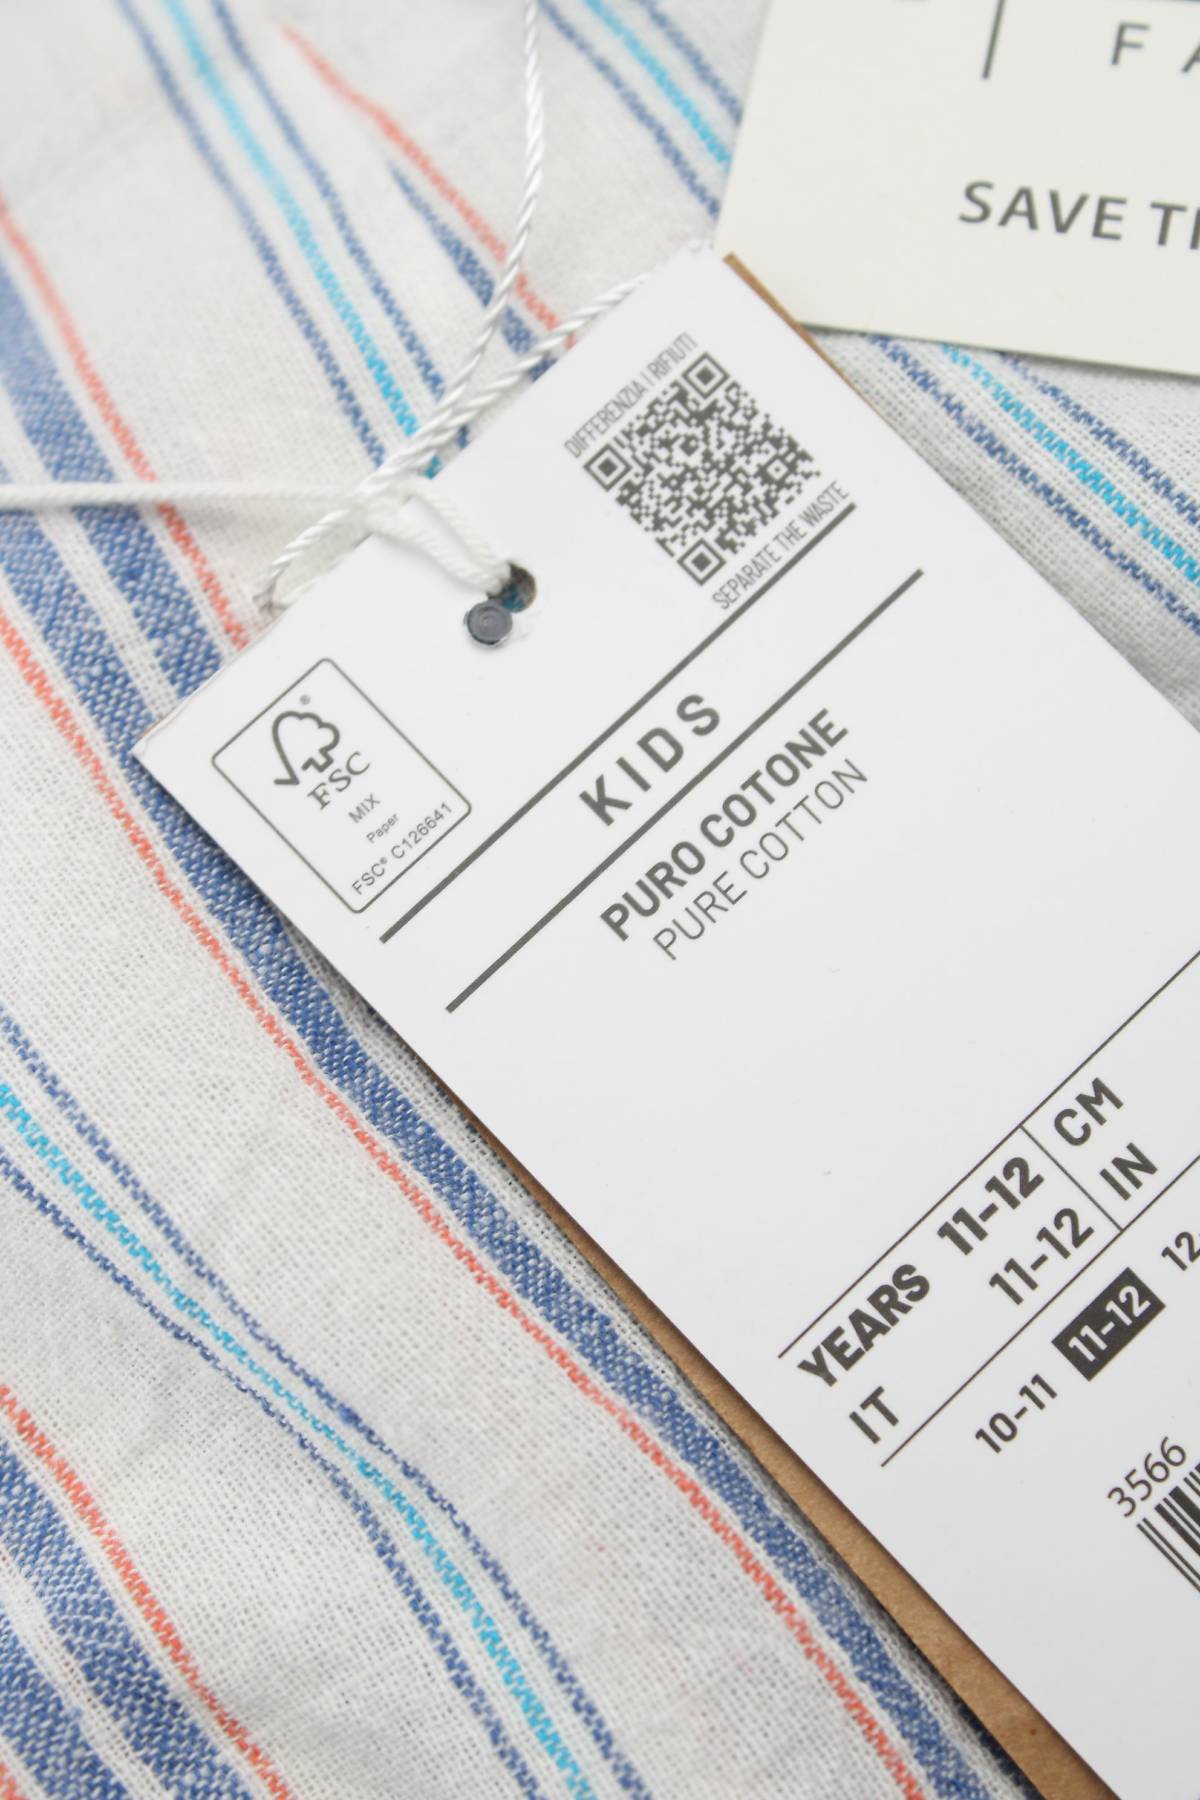 F
SAVE
DIFFERENZIA I RIFIUTI
SEPARATE THE WASTE
FSC®
MIX
Paper
FSC® C126641
KIDS
PURO COTONE
PURE COTTON
YEARS 11-12 CM
IT 11-12 IN
10-11 11-12 12-
3566